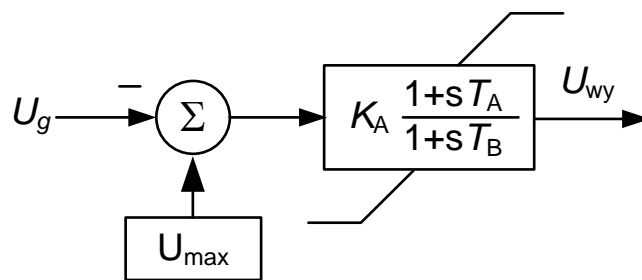 −
U_g
Σ
K_A (1+sT_A)/(1+sT_B)
U_wy
U_max